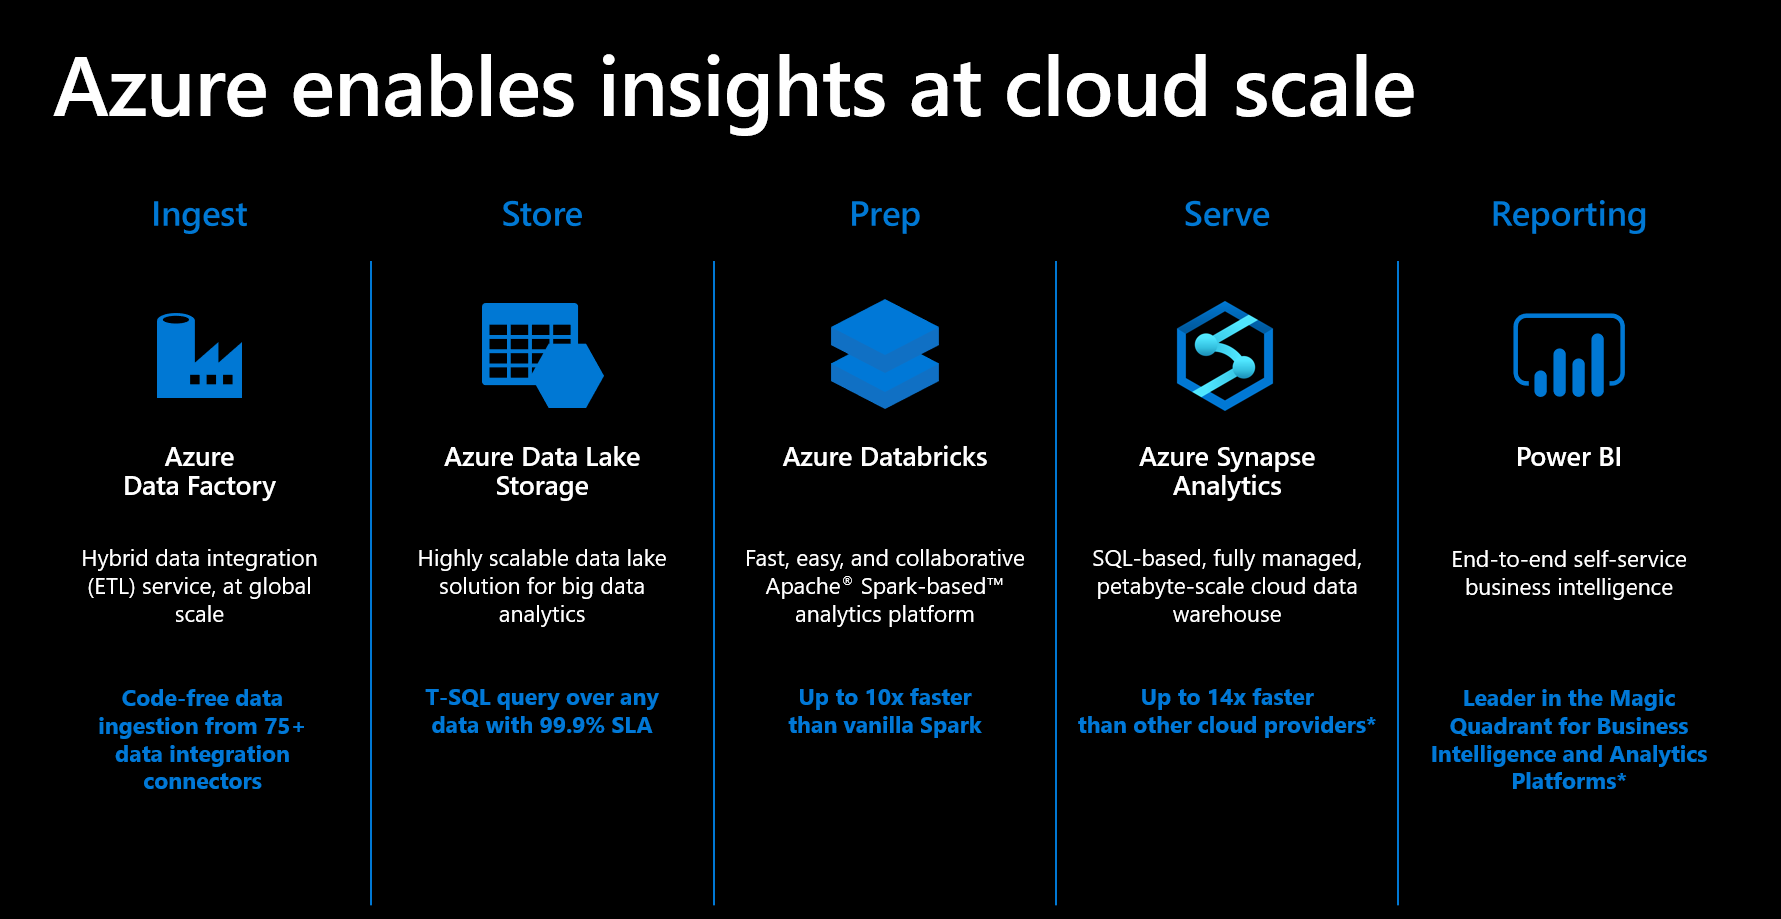 Azure enables insights at cloud scale
Ingest
Azure
Data Factory
Hybrid data integration
(ETL) service, at global
scale
Code-free data
ingestion from 75+
data integration
connectors
Store
Azure Data Lake
Storage
Highly scalable data lake
solution for big data
analytics
T-SQL query over any
data with 99.9% SLA
Prep
Azure Databricks
Fast, easy, and collaborative
Apache® Spark-based™
analytics platform
Up to 10x faster
than vanilla Spark
Serve
Azure Synapse
Analytics
SQL-based, fully managed,
petabyte-scale cloud data
warehouse
Up to 14x faster
than other cloud providers*
Reporting
Power BI
End-to-end self-service
business intelligence
Leader in the Magic
Quadrant for Business
Intelligence and Analytics
Platforms*